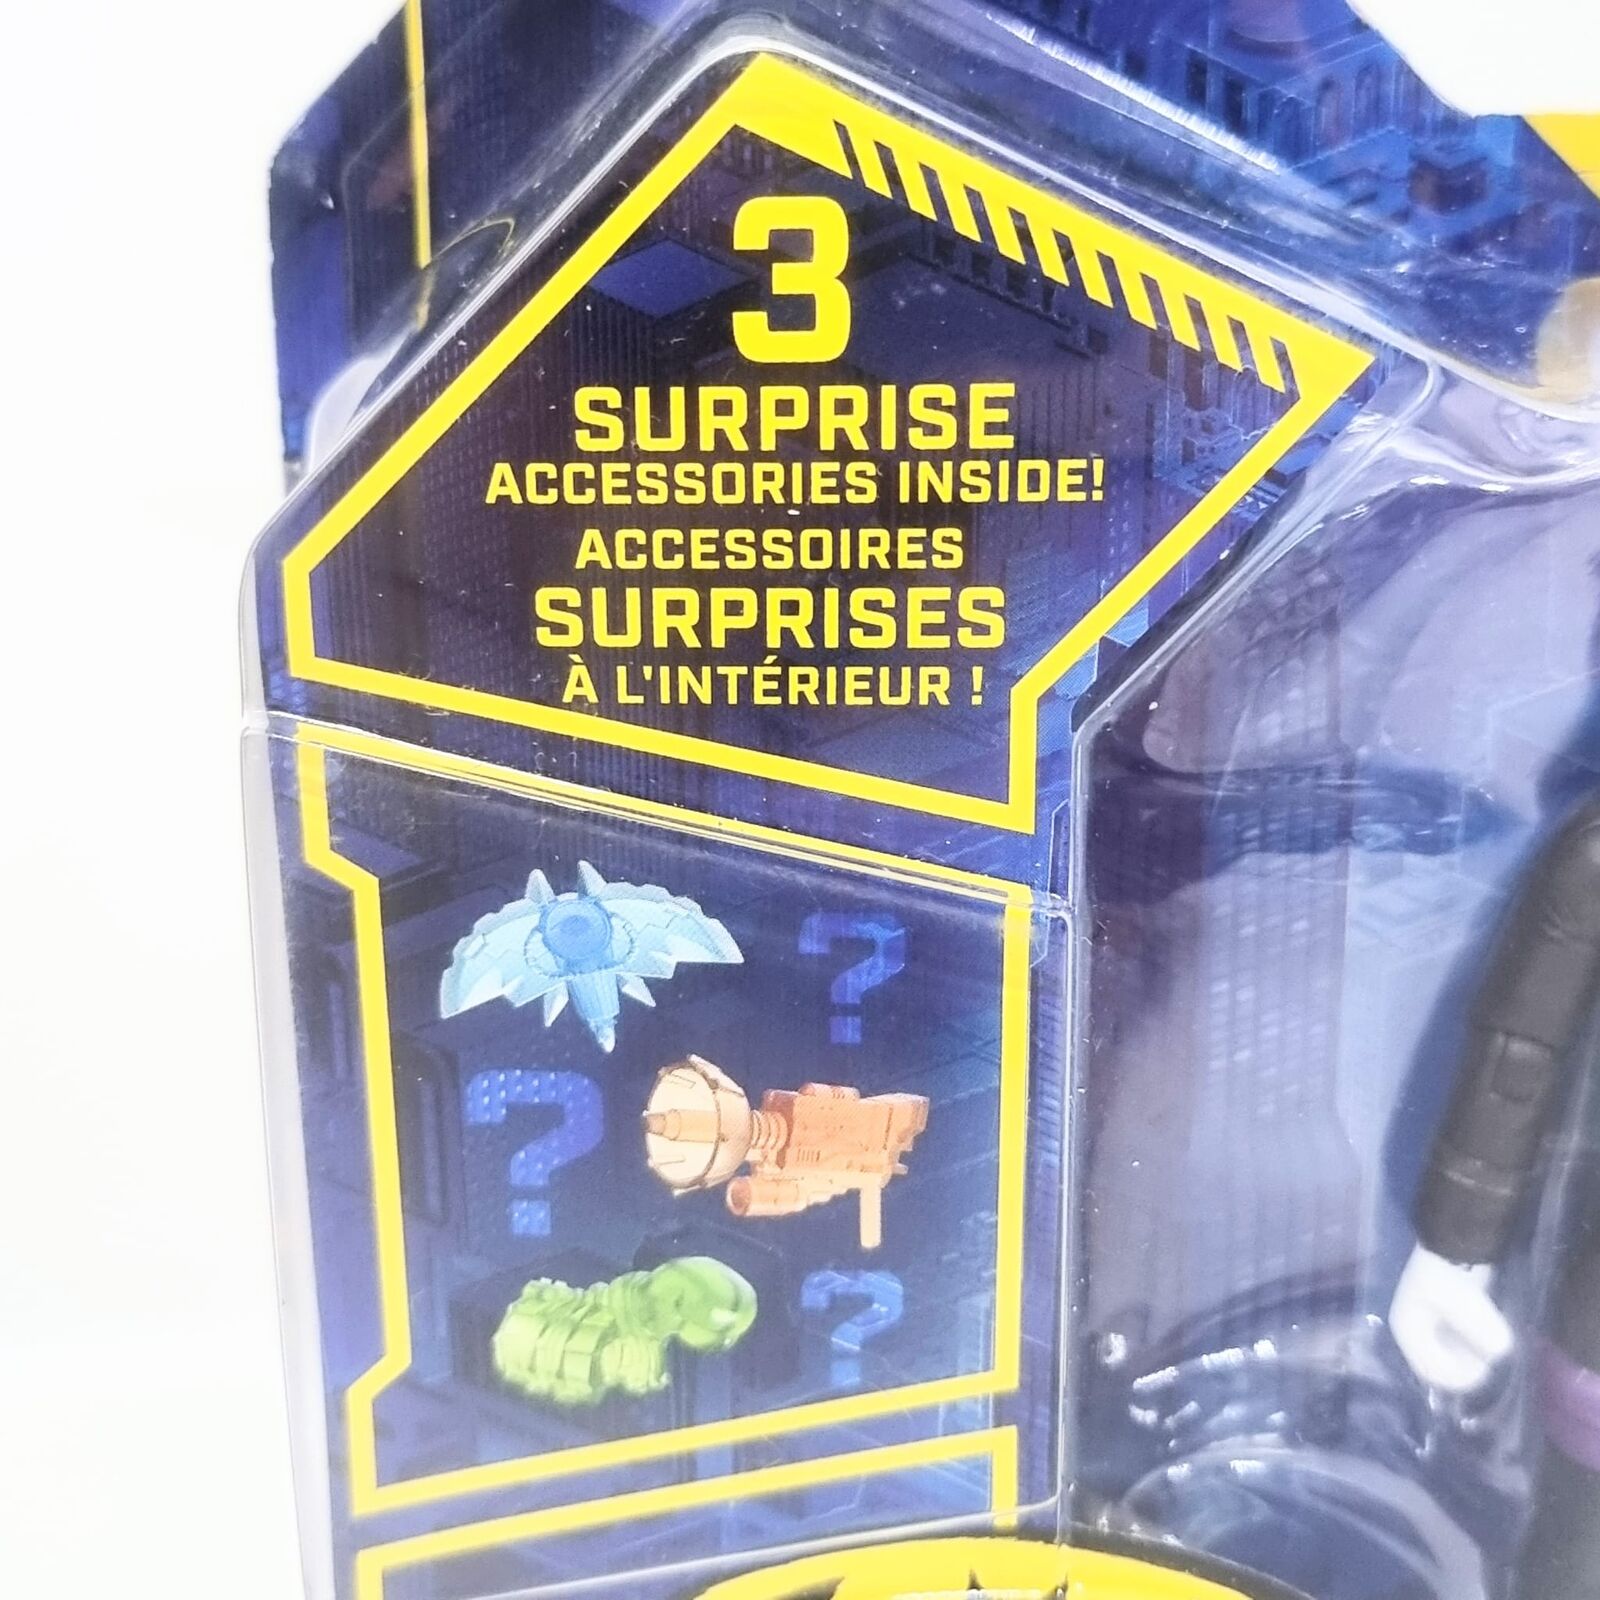 3
SURPRISE
ACCESSORIES INSIDE!
ACCESSOIRES
SURPRISES
À L'INTÉRIEUR !
?
?
?